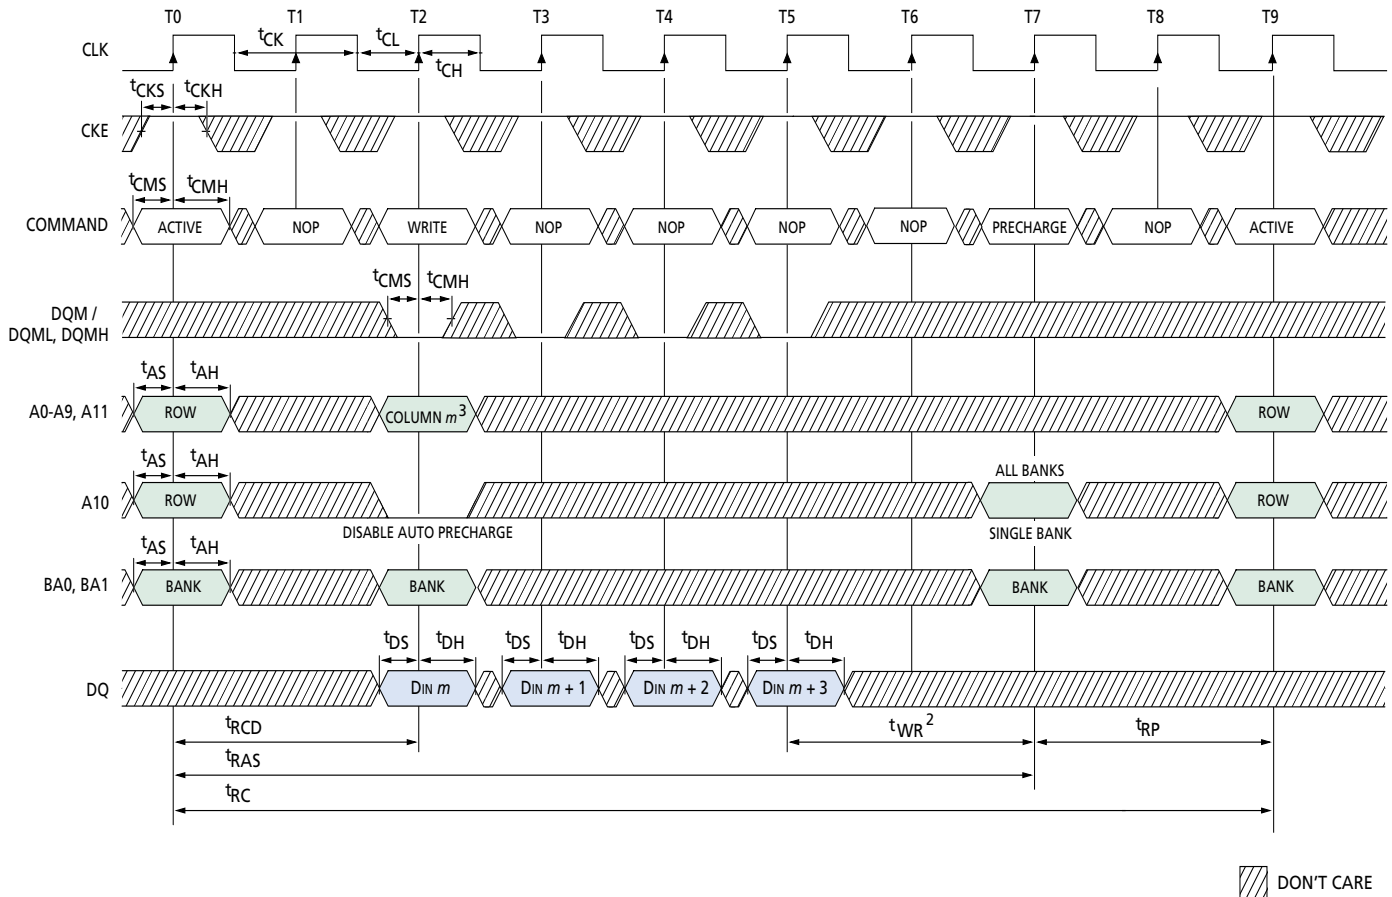 T0 T1 T2 T3 T4 T5 T6 T7 T8 T9
CLK
tCK tCL
tCH
tCKS tCKH
CKE
tCMS tCMH
COMMAND ACTIVE NOP WRITE NOP NOP NOP NOP PRECHARGE NOP ACTIVE
tCMS tCMH
DQM /
DQML, DQMH
tAS tAH
A0-A9, A11 ROW COLUMN m3 ROW
tAS tAH
ALL BANKS
A10 ROW ROW
DISABLE AUTO PRECHARGE SINGLE BANK
tAS tAH
BA0, BA1 BANK BANK BANK BANK
tDS tDH tDS tDH tDS tDH tDS tDH
DQ DIN m DIN m + 1 DIN m + 2 DIN m + 3
tRCD tWR2 tRP
tRAS
tRC
DON'T CARE